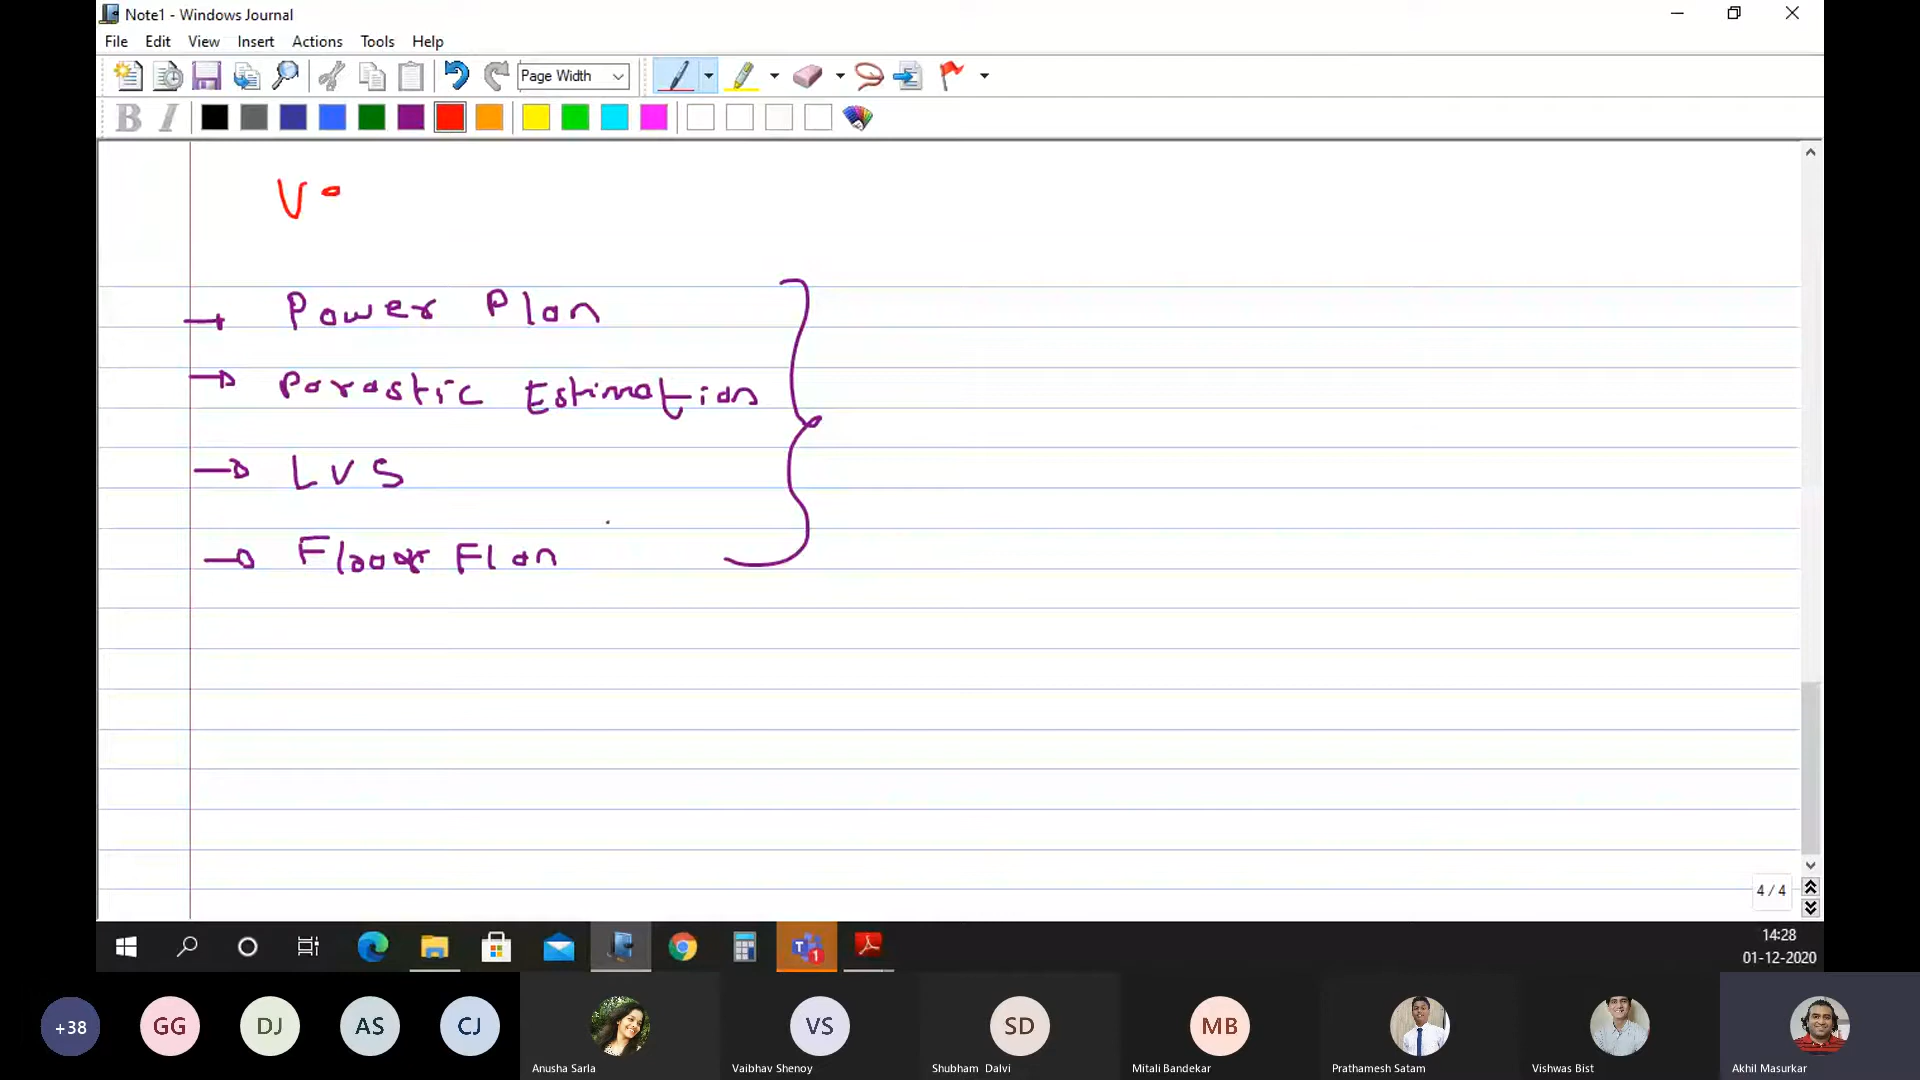 Note1 - Windows Journal
File Edit View Insert Actions Tools Help
Page Width
B I
V
Power Plan
Parastic Estimation
LVS
Floor Flan
4 / 4
14:28
01-12-2020
+38 GG DJ AS CJ VS SD MB
Anusha Sarla Vaibhav Shenoy Shubham Dalvi Mitali Bandekar Prathamesh Satam Vishwas Bist Akhil Masurkar